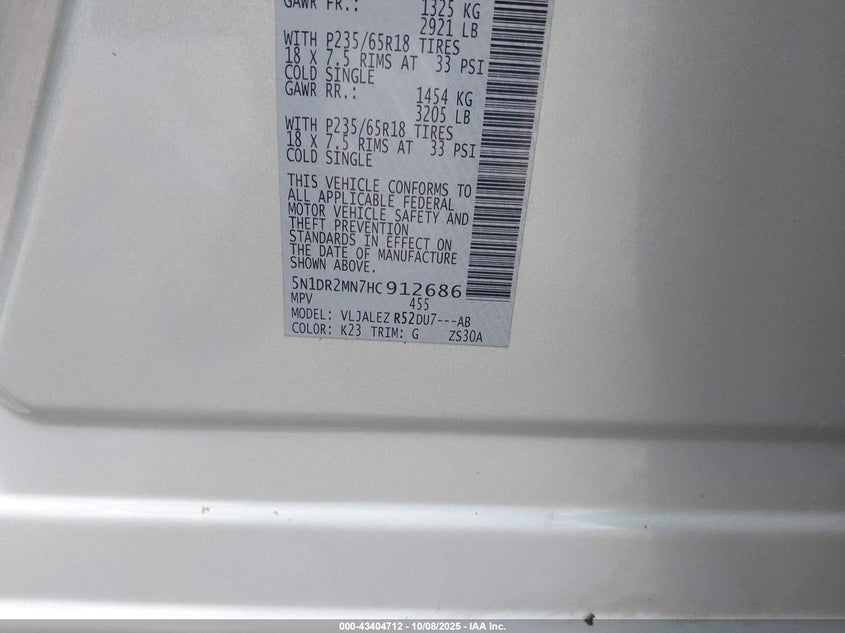 GAWR FR.: 1325 KG
2921 LB
WITH P235/65R18 TIRES
18 X 7.5 RIMS AT 33 PSI
COLD SINGLE
GAWR RR.: 1454 KG
3205 LB
WITH P235/65R18 TIRES
18 X 7.5 RIMS AT 33 PSI
COLD SINGLE
THIS VEHICLE CONFORMS TO
ALL APPLICABLE FEDERAL
MOTOR VEHICLE SAFETY AND
THEFT PREVENTION
STANDARDS IN EFFECT ON
THE DATE OF MANUFACTURE
SHOWN ABOVE.
5N1DR2MN7HC912686
MPV 455
MODEL: VLJALEZ R52DU7---AB
COLOR: K23 TRIM: G ZS30A
000-43404712 - 10/08/2025 - IAA Inc.